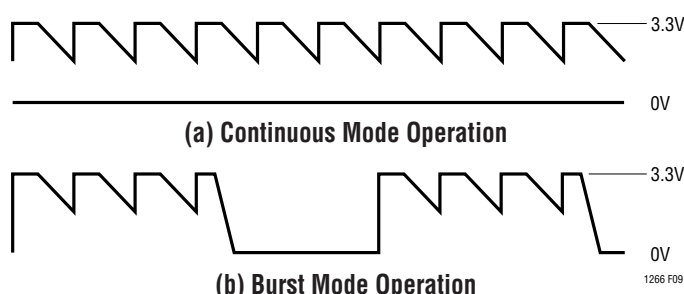 3.3V
0V
(a) Continuous Mode Operation
3.3V
0V
1266 F09
(b) Burst Mode Operation